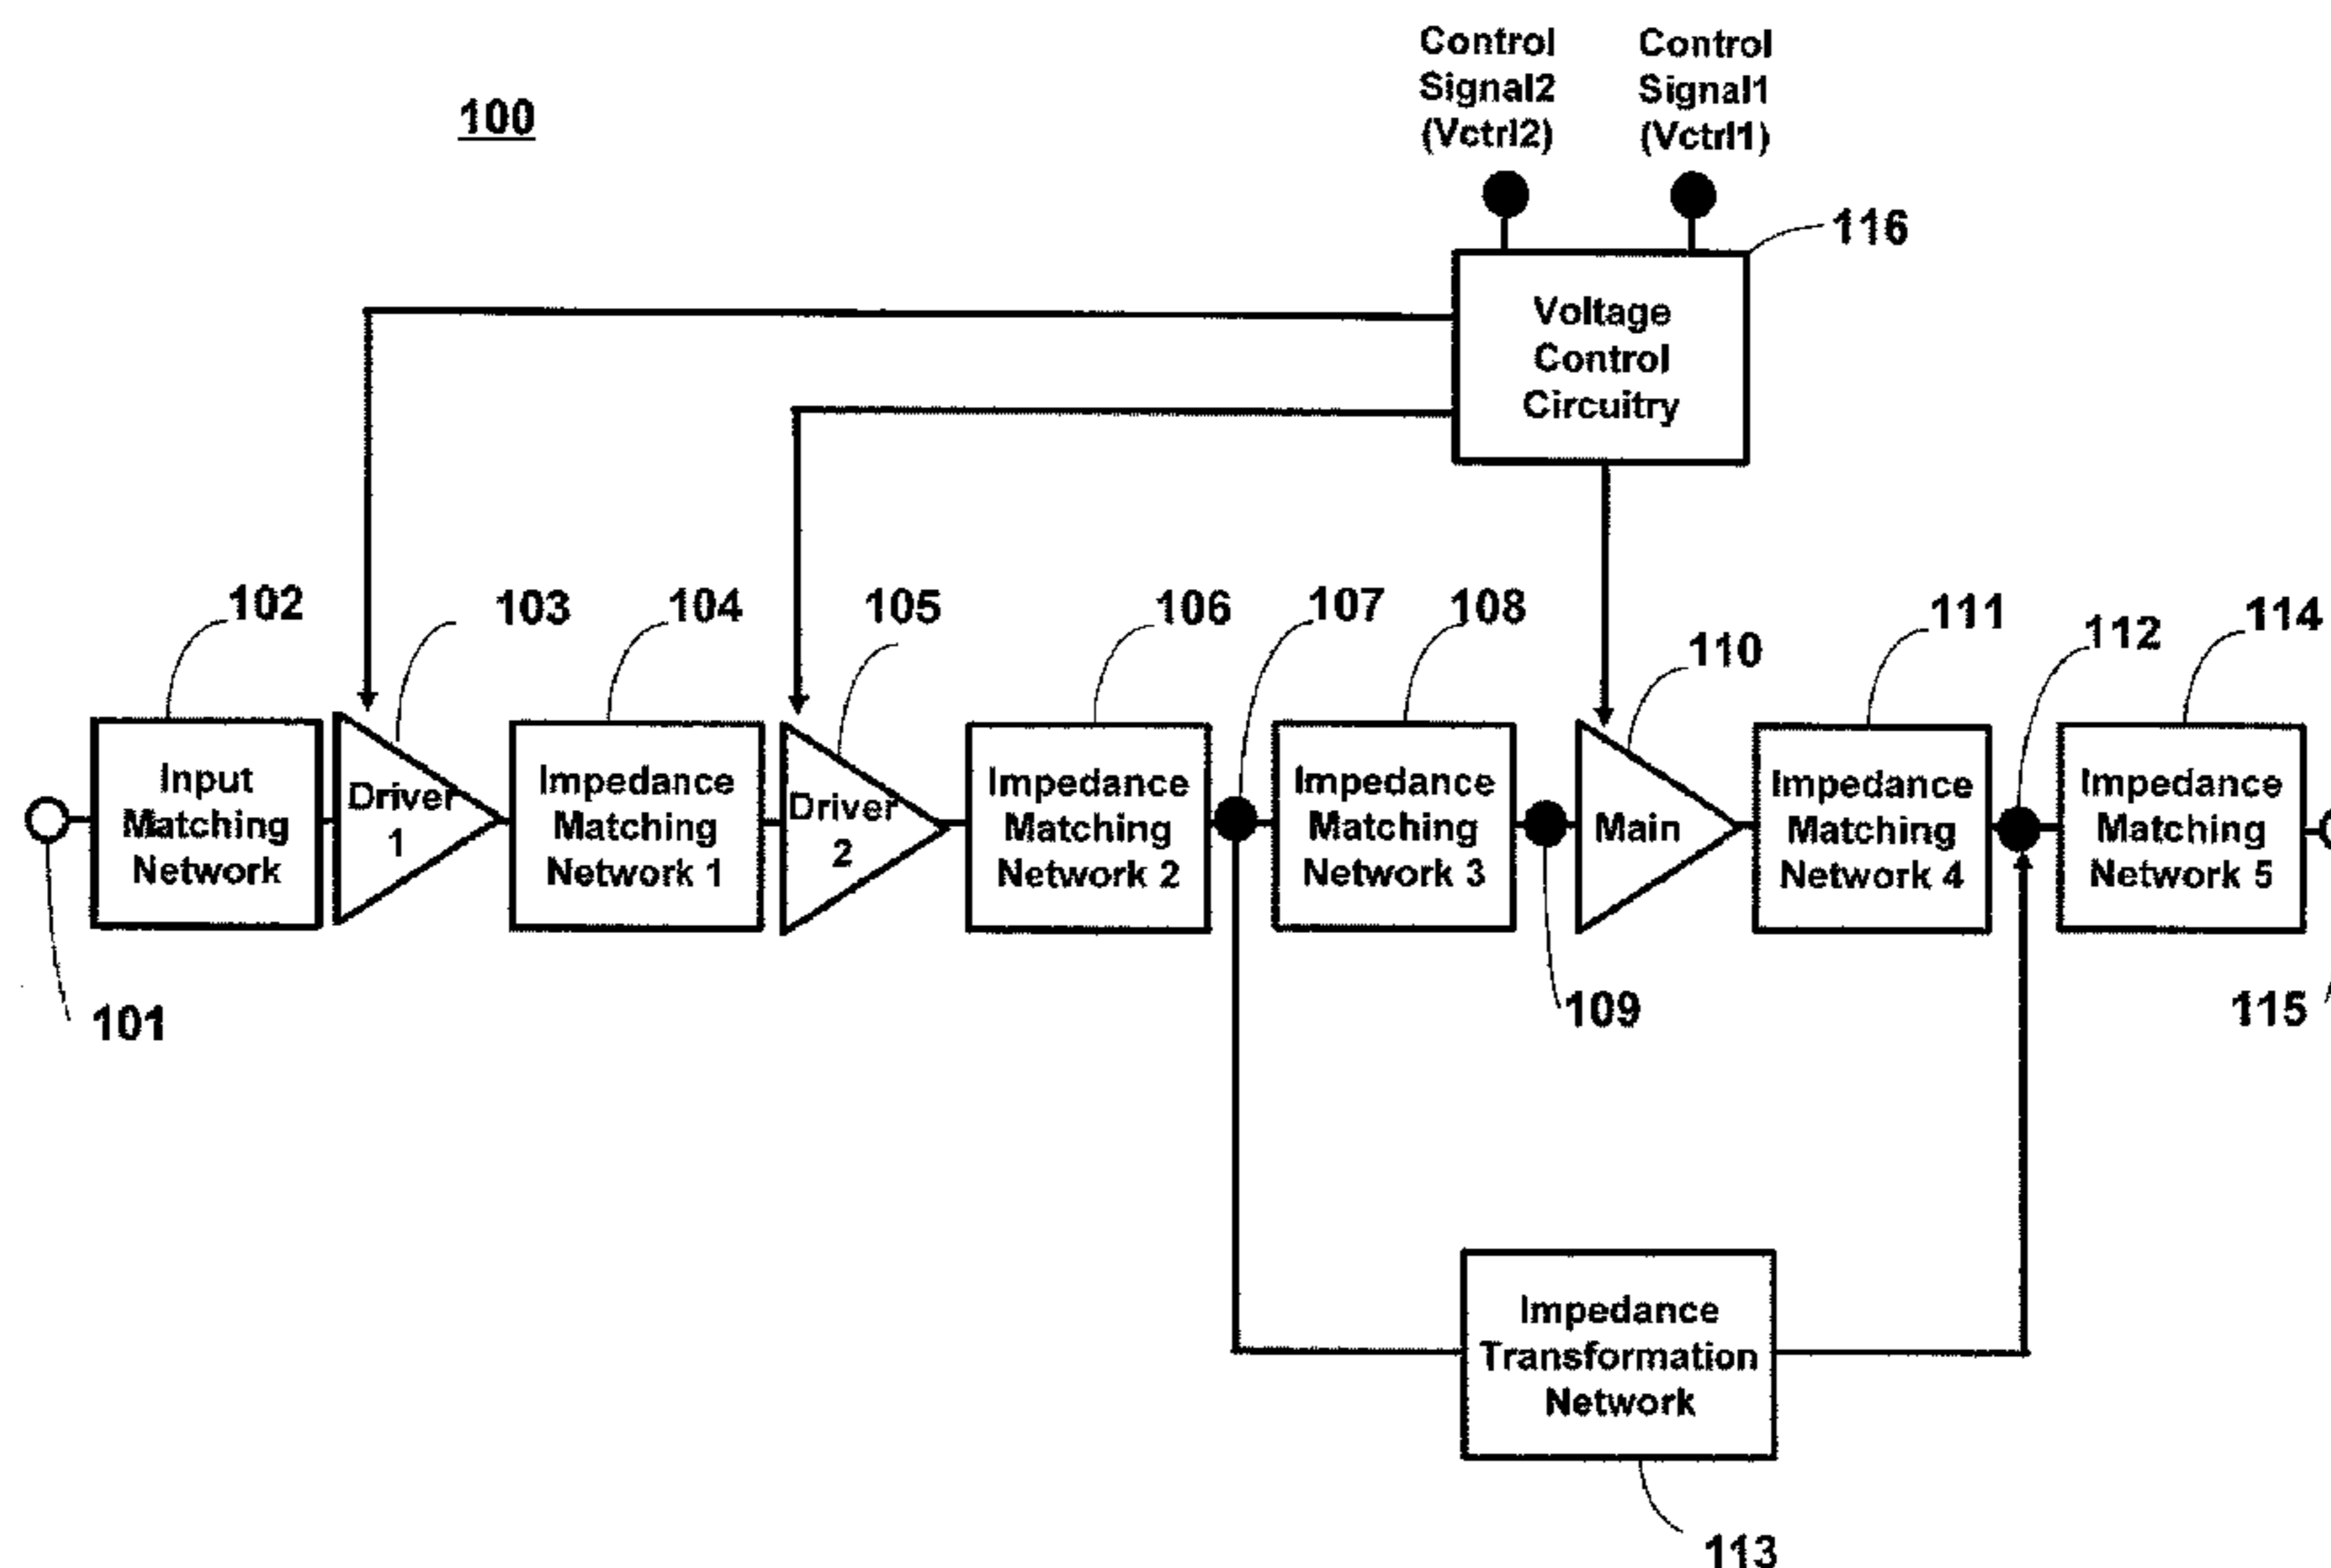 100
Control
Signal2
(Vctrl2)
Control
Signal1
(Vctrl1)
116
Voltage
Control
Circuitry
102
103
104
105
106
107
108
110
111
112
114
Input
Matching
Network
Driver
1
Impedance
Matching
Network 1
Driver
2
Impedance
Matching
Network 2
Impedance
Matching
Network 3
Main
Impedance
Matching
Network 4
Impedance
Matching
Network 5
101
109
115
Impedance
Transformation
Network
113